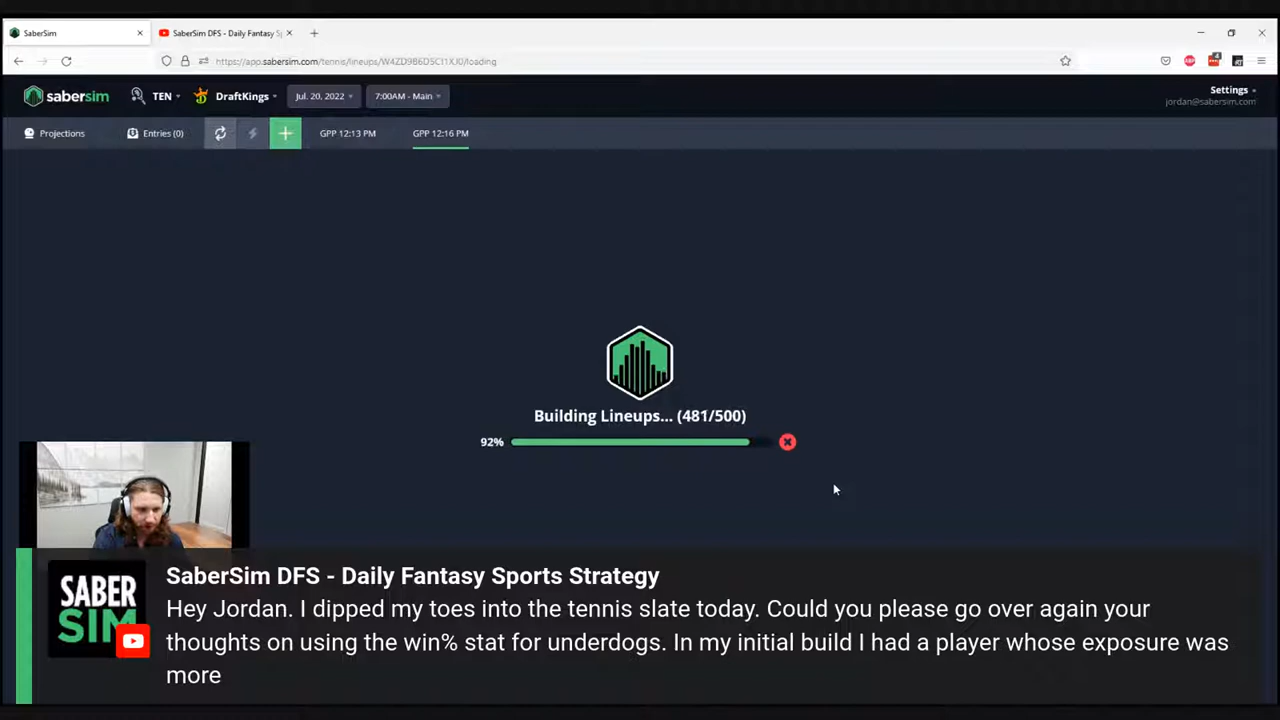 SaberSim
SaberSim DFS - Daily Fantasy S
https://app.sabersim.com/tennis/lineups/W4ZD9B6DSCT1XJ0/loading
sabersim
TEN
DraftKings
Jul. 20, 2022
7:00AM - Main
Settings
jordan@sabersim.com
Projections
Entries (0)
GPP 12:13 PM
GPP 12:16 PM
Building Lineups... (481/500)
92%
SABER
SIM
SaberSim DFS - Daily Fantasy Sports Strategy
Hey Jordan. I dipped my toes into the tennis slate today. Could you please go over again your
thoughts on using the win% stat for underdogs. In my initial build I had a player whose exposure was
more